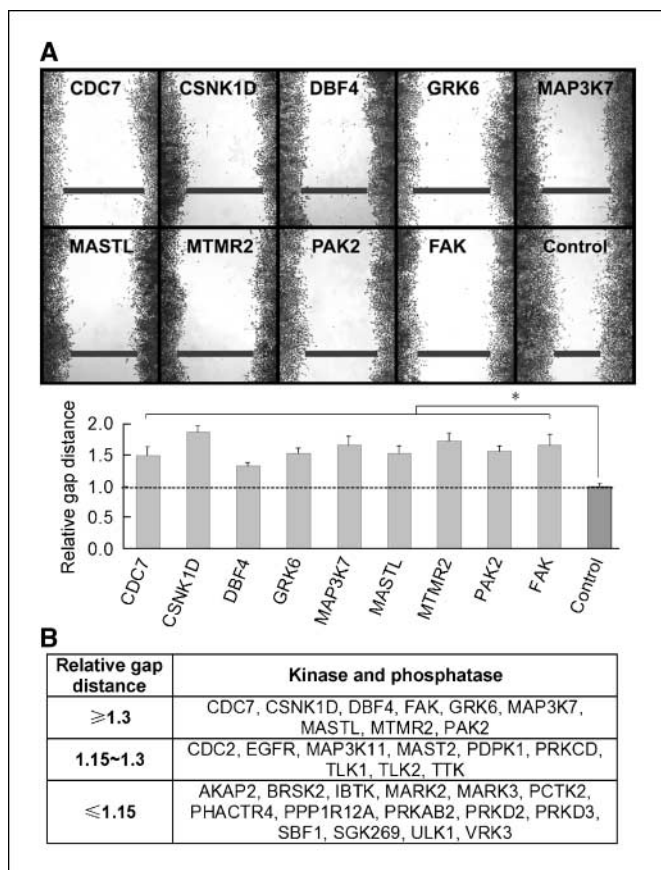 A
CDC7 CSNK1D DBF4 GRK6 MAP3K7
MASTL MTMR2 PAK2 FAK Control
*
Relative gap distance
2.0
1.5
1.0
0.5
0.0
CDC7 CSNK1D DBF4 GRK6 MAP3K7 MASTL MTMR2 PAK2 FAK Control
B
Relative gap
distance
Kinase and phosphatase
≥1.3
CDC7, CSNK1D, DBF4, FAK, GRK6, MAP3K7,
MASTL, MTMR2, PAK2
1.15~1.3
CDC2, EGFR, MAP3K11, MAST2, PDPK1, PRKCD,
TLK1, TLK2, TTK
≤1.15
AKAP2, BRSK2, IBTK, MARK2, MARK3, PCTK2,
PHACTR4, PPP1R12A, PRKAB2, PRKD2, PRKD3,
SBF1, SGK269, ULK1, VRK3